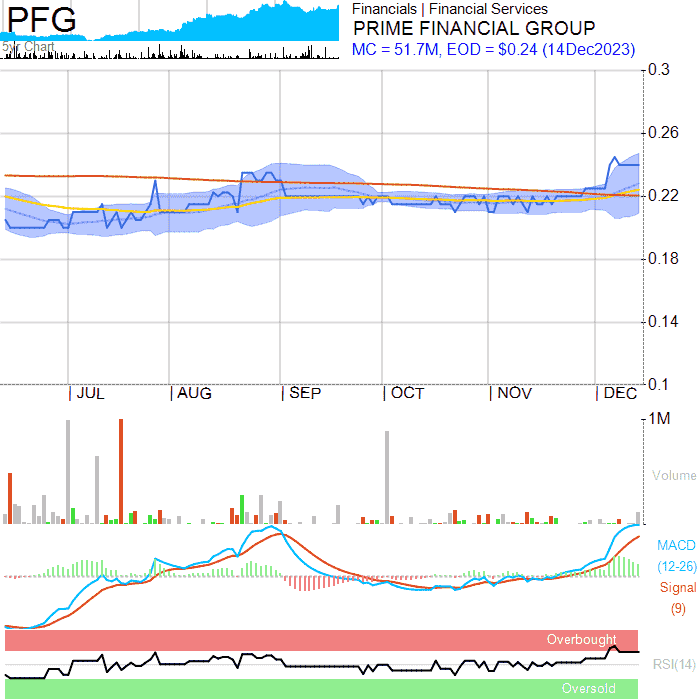 PFG
5yr Chart
Financials | Financial Services
PRIME FINANCIAL GROUP
MC = 51.7M, EOD = $0.24 (14Dec2023)
0.3
0.26
0.22
0.18
0.14
0.1
JUL AUG SEP OCT NOV DEC
1M
Volume
MACD
(12-26)
Signal
(9)
Overbought
RSI(14)
Oversold